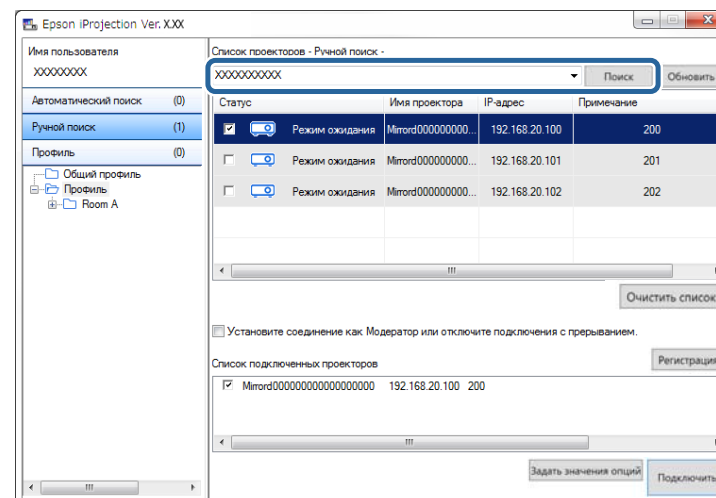 Epson iProjection Ver. X.XX
Имя пользователя
XXXXXXXX
Автоматический поиск (0)
Ручной поиск (1)
Профиль (0)
Общий профиль
Профиль
Room A
Список проекторов - Ручной поиск -
XXXXXXXXXX Поиск Обновить
Статус Имя проектора IP-адрес Примечание
Режим ожидания Mirrord000000000... 192.168.20.100 200
Режим ожидания Mirrord000000000... 192.168.20.101 201
Режим ожидания Mirrord000000000... 192.168.20.102 202
Очистить список
Установите соединение как Модератор или отключите подключения с прерыванием.
Регистрация
Список подключенных проекторов
Mirrord000000000000000000 192.168.20.100 200
Задать значения опций Подключить